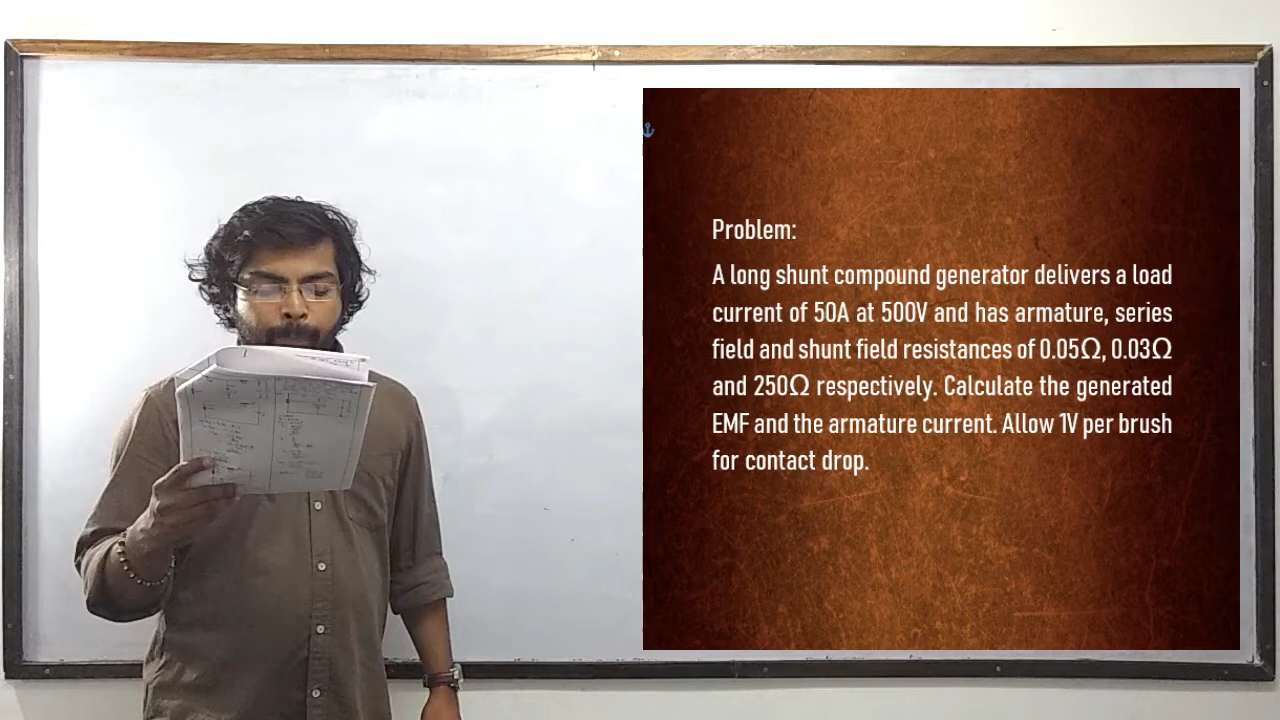 Problem:
A long shunt compound generator delivers a load
current of 50A at 500V and has armature, series
field and shunt field resistances of 0.05Ω, 0.03Ω
and 250Ω respectively. Calculate the generated
EMF and the armature current. Allow 1V per brush
for contact drop.